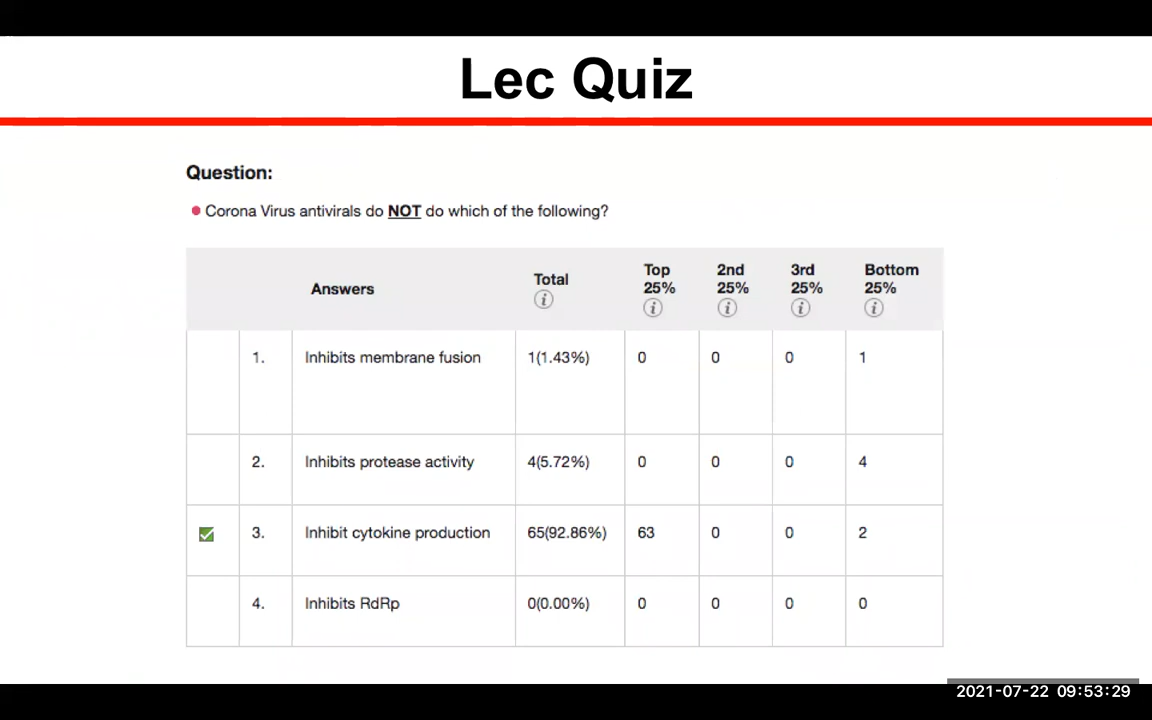 Lec Quiz
Question:
Corona Virus antivirals do NOT do which of the following?
Answers Total Top 25% 2nd 25% 3rd 25% Bottom 25%
1. Inhibits membrane fusion 1(1.43%) 0 0 0 1
2. Inhibits protease activity 4(5.72%) 0 0 0 4
3. Inhibit cytokine production 65(92.86%) 63 0 0 2
4. Inhibits RdRp 0(0.00%) 0 0 0 0
2021-07-22 09:53:29